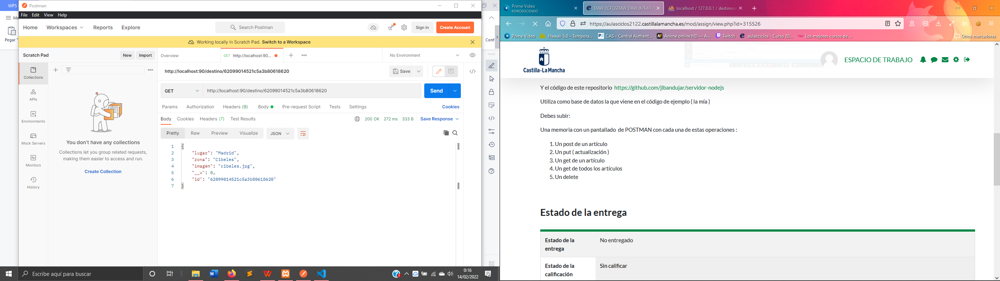 WPS
Postman
File Edit View Help
Me
Home Workspaces Reports Explore
Search Postman
Sign In
Create Account
Pegar
Working locally in Scratch Pad. Switch to a Workspace
Conf
Scratch Pad
New
Import
Overview
GET http://localhost:90...
No Environment
Collections
APIs
Environments
Mock Servers
Monitors
History
You don't have any collections
Collections let you group related requests,
making them easier to access and run.
Create Collection
http://localhost:90/destino/62099014521c5a3b80618620
Save
GET
http://localhost:90/destino/62099014521c5a3b80618620
Send
Params Authorization Headers (9) Body Pre-request Script Tests Settings
Cookies
Body Cookies Headers (7) Test Results
200 OK 272 ms 333 B
Save Response
Pretty Raw Preview Visualize JSON
1 {
2 "lugar": "Madrid",
3 "zona": "Cibeles",
4 "imagen": "cibeles.jpg",
5 "__v": 0,
6 "id": "62099014521c5a3b80618620"
7 }
Escribe aquí para buscar
0:16
14/02/2022
Prime Video
REPRODUCIENDO
DAW 2CFGSDAW DAW:
localhost / 127.0.0.1 / destinosv
https://aulasciclos2122.castillalamancha.es/mod/assign/view.php?id=315526
Prime Video
Hawaii 5.0 – Tempora...
CAS – Central Authent...
Anime online HD — A...
Twitch
aulasciclos - Curso 20...
Los mejores cursos de ...
Otros marcadores
Castilla-La Mancha
ESPACIO DE TRABAJO
Y el código de este repositorio https://github.com/jlbandujar/servidor-nodejs
Utiliza como base de datos la que viene en el código de ejemplo ( la mía )
Debes subir:
Una memoria con un pantallado de POSTMAN con cada una de estas operaciones :
1. Un post de un artículo
2. Un put ( actualización )
3. Un get de un artículo
4. Un get de todos los artículos
5. Un delete
Estado de la entrega
Estado de la
entrega
No entregado
Estado de la
calificación
Sin calificar